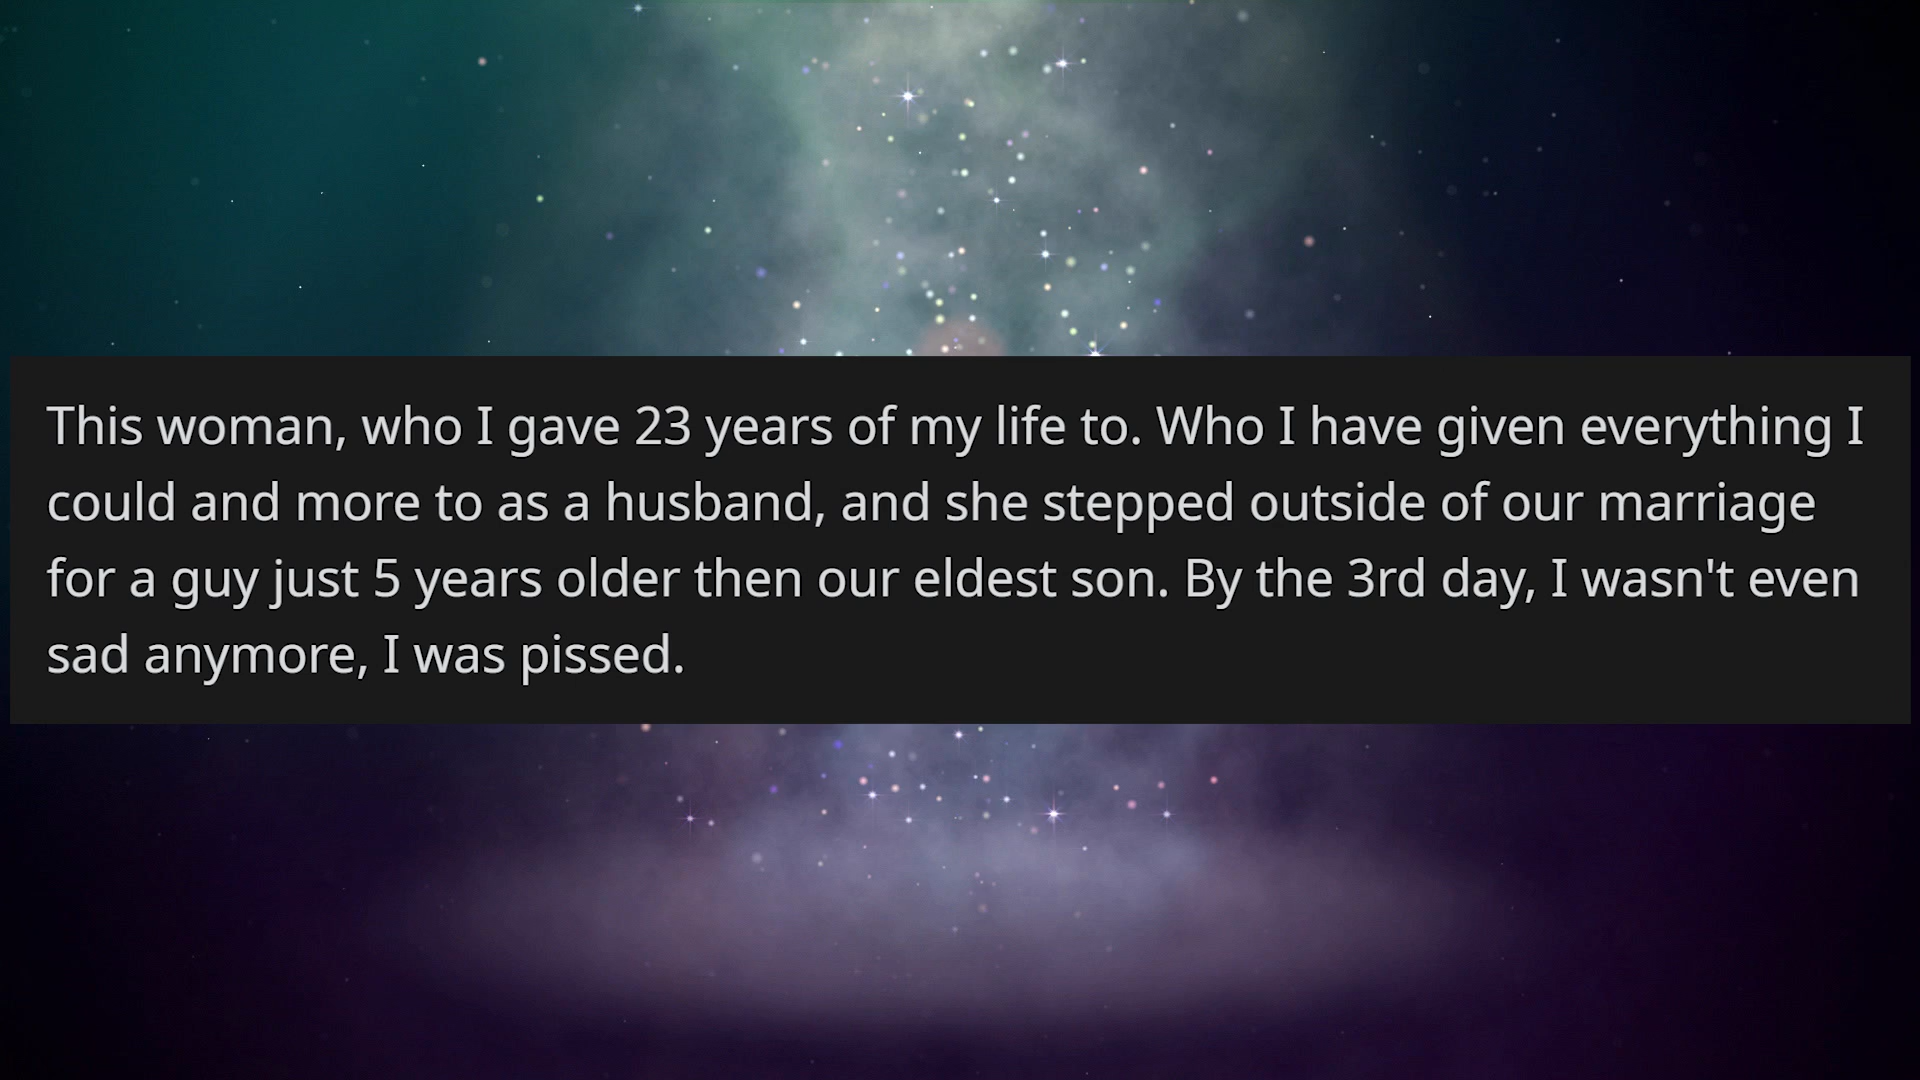 This woman, who I gave 23 years of my life to. Who I have given everything I
could and more to as a husband, and she stepped outside of our marriage
for a guy just 5 years older then our eldest son. By the 3rd day, I wasn't even
sad anymore, I was pissed.